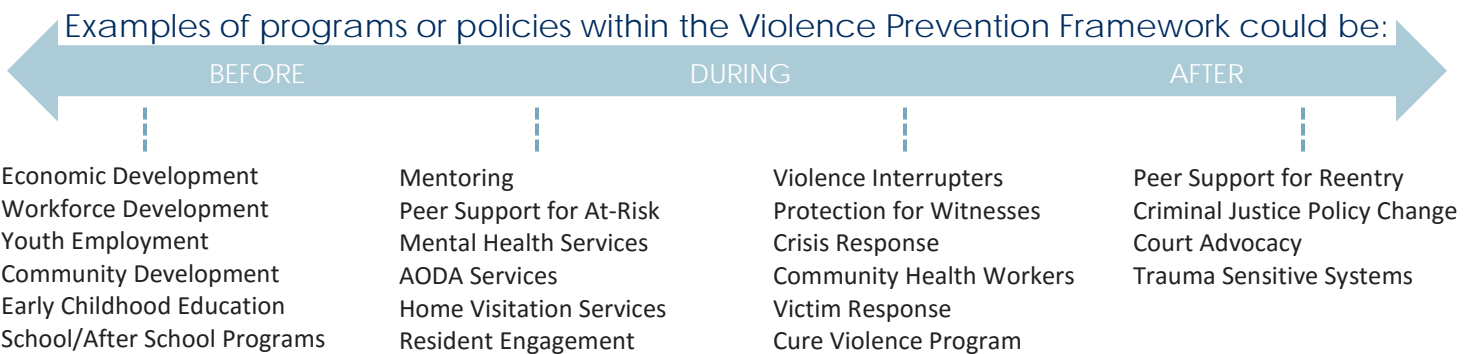 Examples of programs or policies within the Violence Prevention Framework could be:
BEFORE
DURING
AFTER
Economic Development
Workforce Development
Youth Employment
Community Development
Early Childhood Education
School/After School Programs
Mentoring
Peer Support for At-Risk
Mental Health Services
AODA Services
Home Visitation Services
Resident Engagement
Violence Interrupters
Protection for Witnesses
Crisis Response
Community Health Workers
Victim Response
Cure Violence Program
Peer Support for Reentry
Criminal Justice Policy Change
Court Advocacy
Trauma Sensitive Systems